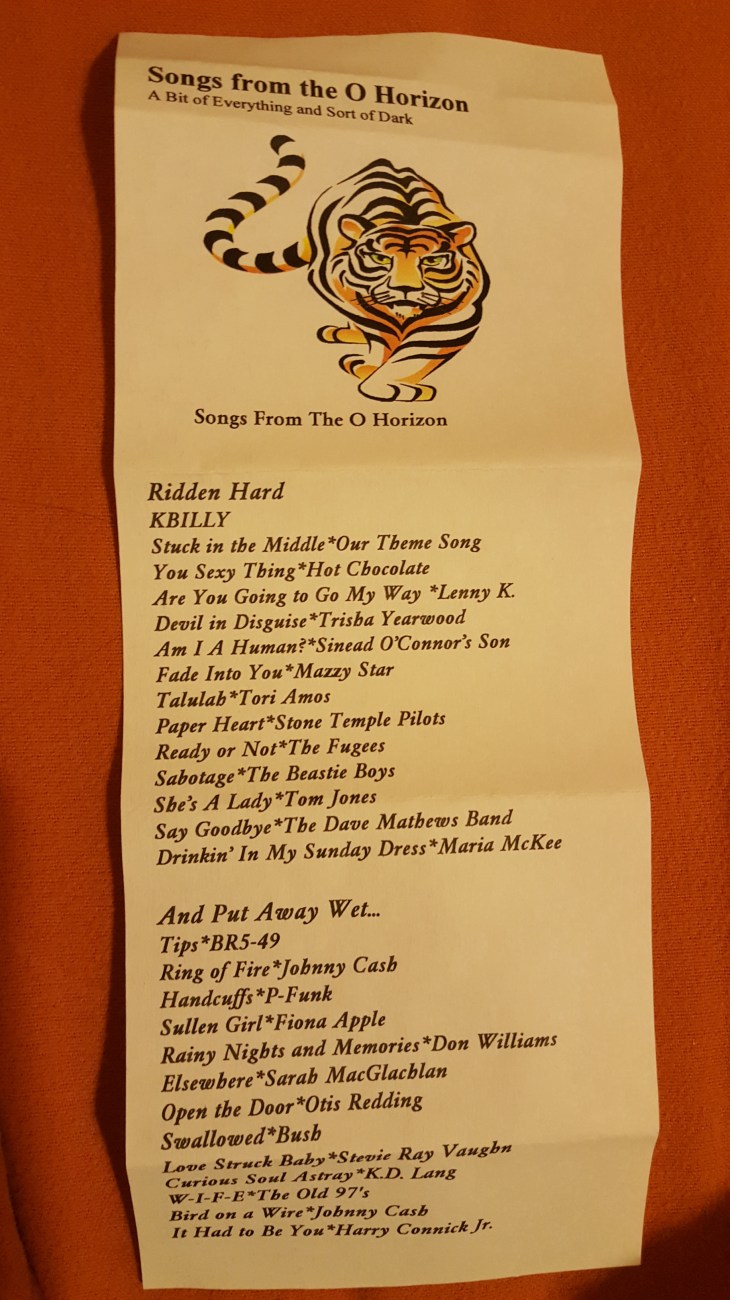 Songs from the O Horizon
A Bit of Everything and Sort of Dark
Songs From The O Horizon
Ridden Hard
KBILLY
Stuck in the Middle*Our Theme Song
You Sexy Thing*Hot Chocolate
Are You Going to Go My Way *Lenny K.
Devil in Disguise*Trisha Yearwood
Am I A Human?*Sinead O'Connor's Son
Fade Into You*Mazzy Star
Talulah*Tori Amos
Paper Heart*Stone Temple Pilots
Ready or Not*The Fugees
Sabotage*The Beastie Boys
She's A Lady*Tom Jones
Say Goodbye*The Dave Mathews Band
Drinkin' In My Sunday Dress*Maria McKee
And Put Away Wet...
Tips*BR5-49
Ring of Fire*Johnny Cash
Handcuffs*P-Funk
Sullen Girl*Fiona Apple
Rainy Nights and Memories*Don Williams
Elsewhere*Sarah MacGlachlan
Open the Door*Otis Redding
Swallowed*Bush
Love Struck Baby*Stevie Ray Vaughn
Curious Soul Astray*K.D. Lang
W-I-F-E*The Old 97's
Bird on a Wire*Johnny Cash
It Had to Be You*Harry Connick Jr.